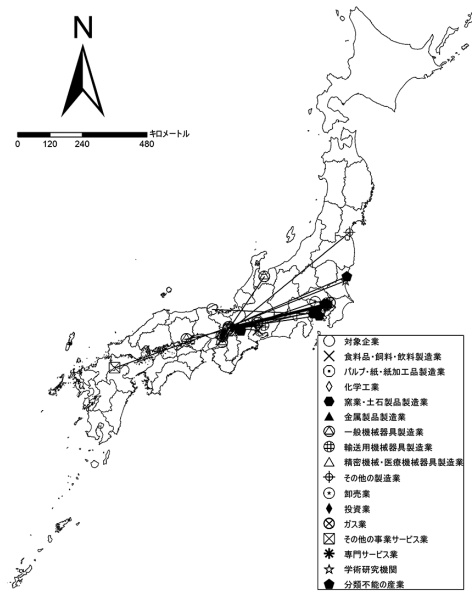 N
キロメートル
0 120 240 480
対象企業
食料品・飼料・飲料製造業
パルプ・紙・紙加工品製造業
化学工業
窯業・土石製品製造業
金属製品製造業
一般機械器具製造業
輸送用機械器具製造業
精密機械・医療機械器具製造業
その他の製造業
卸売業
投資業
ガス業
その他の事業サービス業
専門サービス業
学術研究機関
分類不能の産業